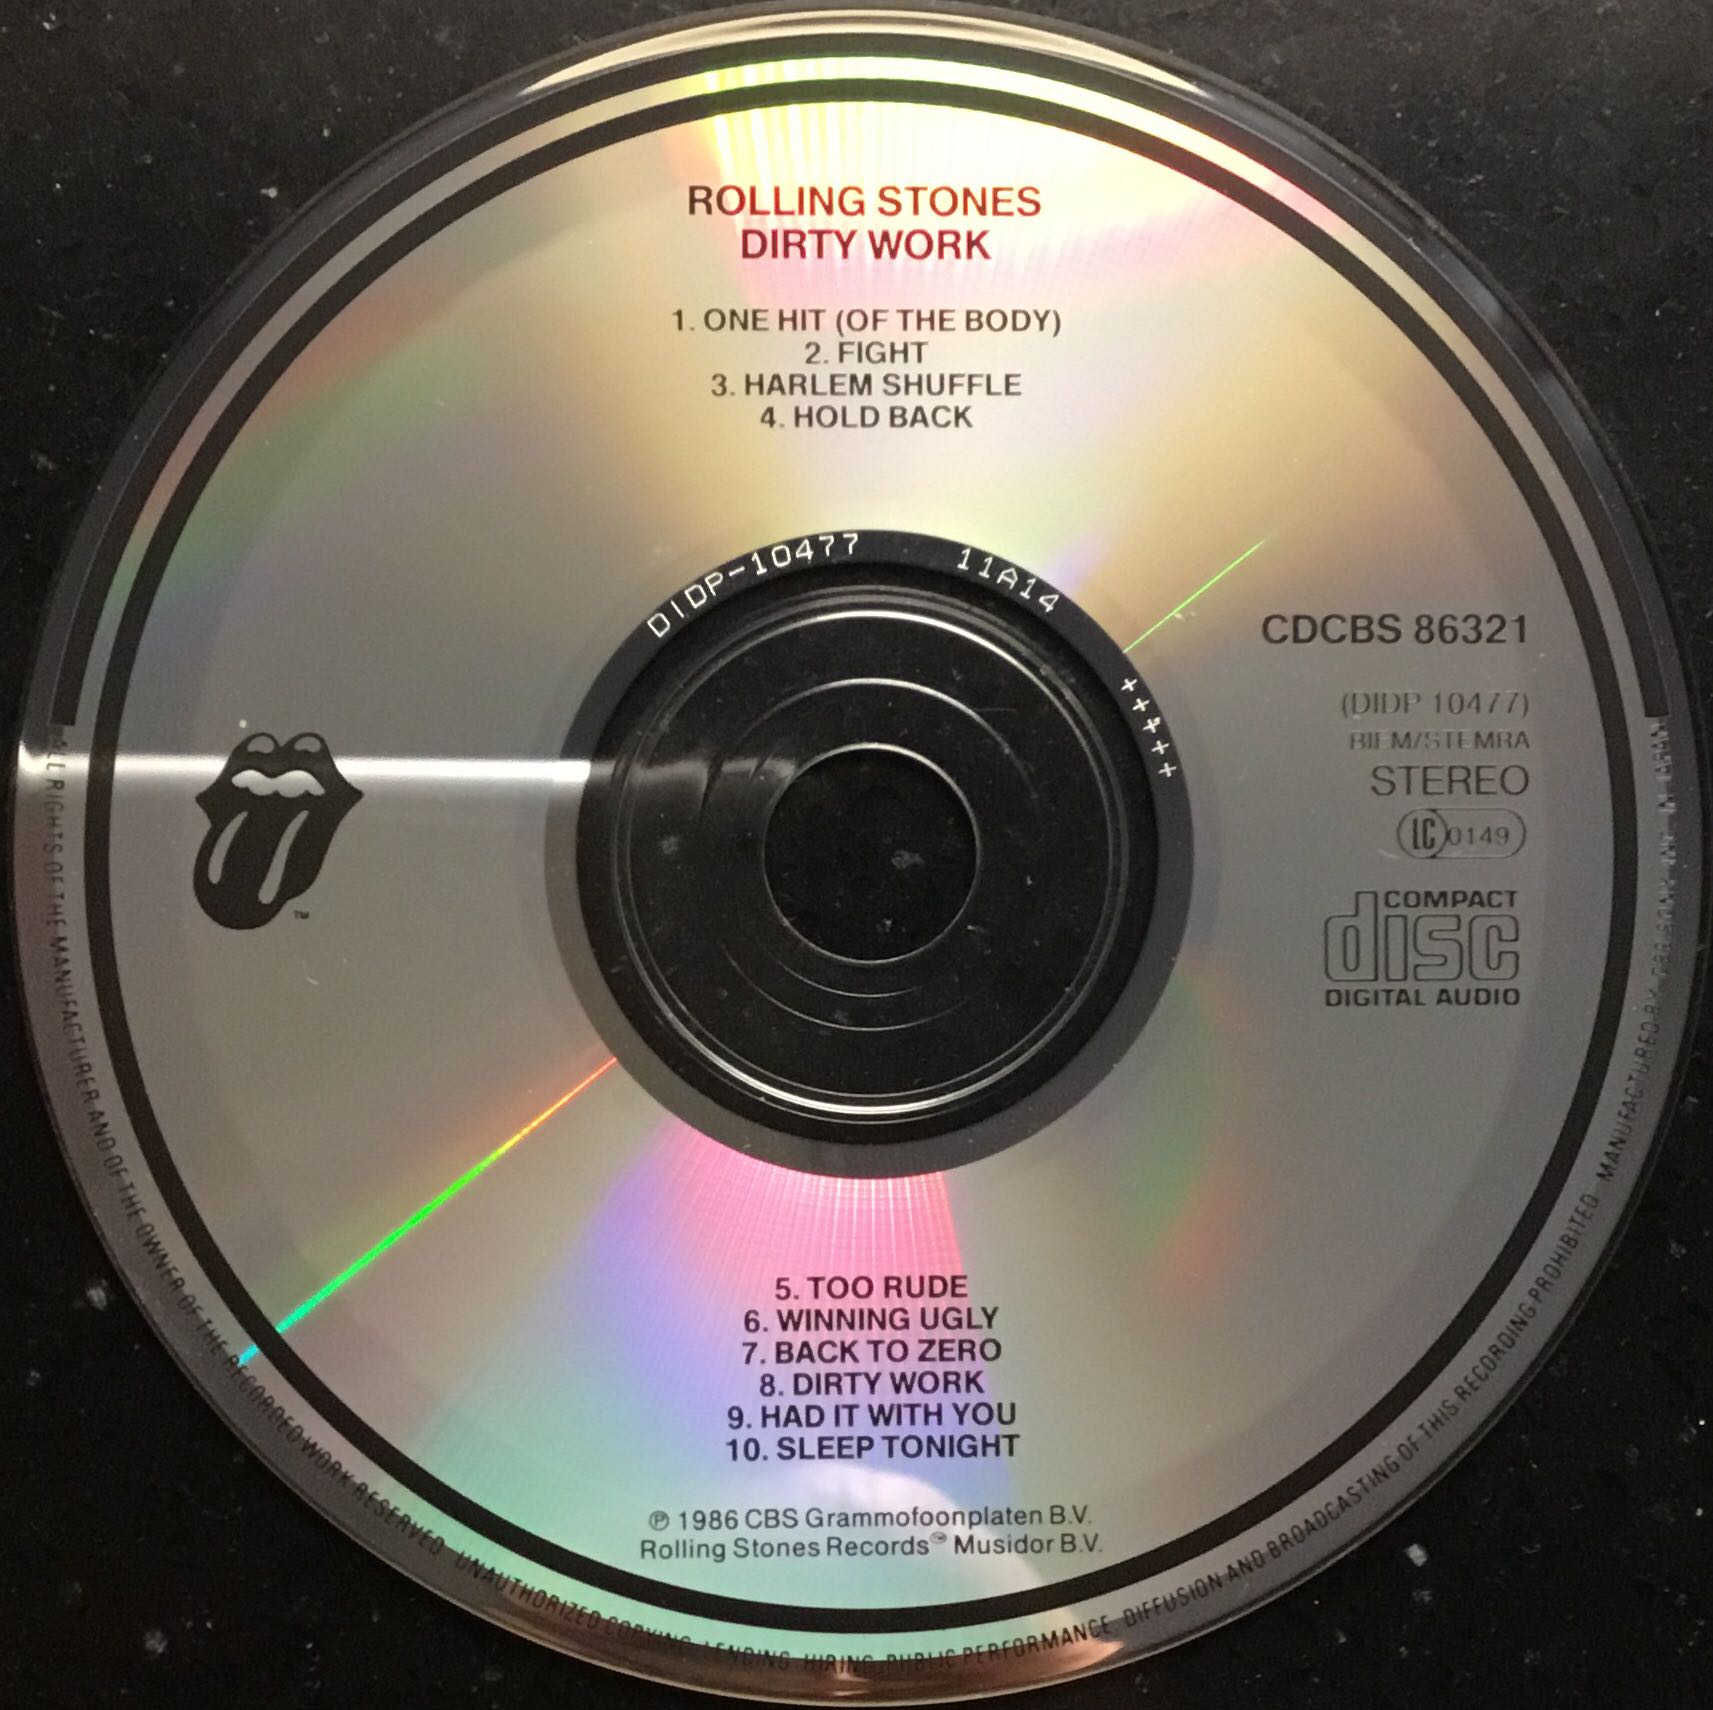 ROLLING STONES
DIRTY WORK
1. ONE HIT (OF THE BODY)
2. FIGHT
3. HARLEM SHUFFLE
4. HOLD BACK
DIDP-10477 11A14 +++++
CDCBS 86321
(DIDP 10477)
BIEM/STEMRA
STEREO
LC 0149
COMPACT
disc
DIGITAL AUDIO
TM
5. TOO RUDE
6. WINNING UGLY
7. BACK TO ZERO
8. DIRTY WORK
9. HAD IT WITH YOU
10. SLEEP TONIGHT
℗ 1986 CBS Grammofoonplaten B.V.
Rolling Stones Records Musidor B.V.
ALL RIGHTS OF THE MANUFACTURER AND OF THE OWNER OF THE RECORDED WORK RESERVED UNAUTHORIZED COPYING LENDING HIRING PUBLIC PERFORMANCE DIFFUSION AND BROADCASTING OF THIS RECORDING PROHIBITED MANUFACTURED BY